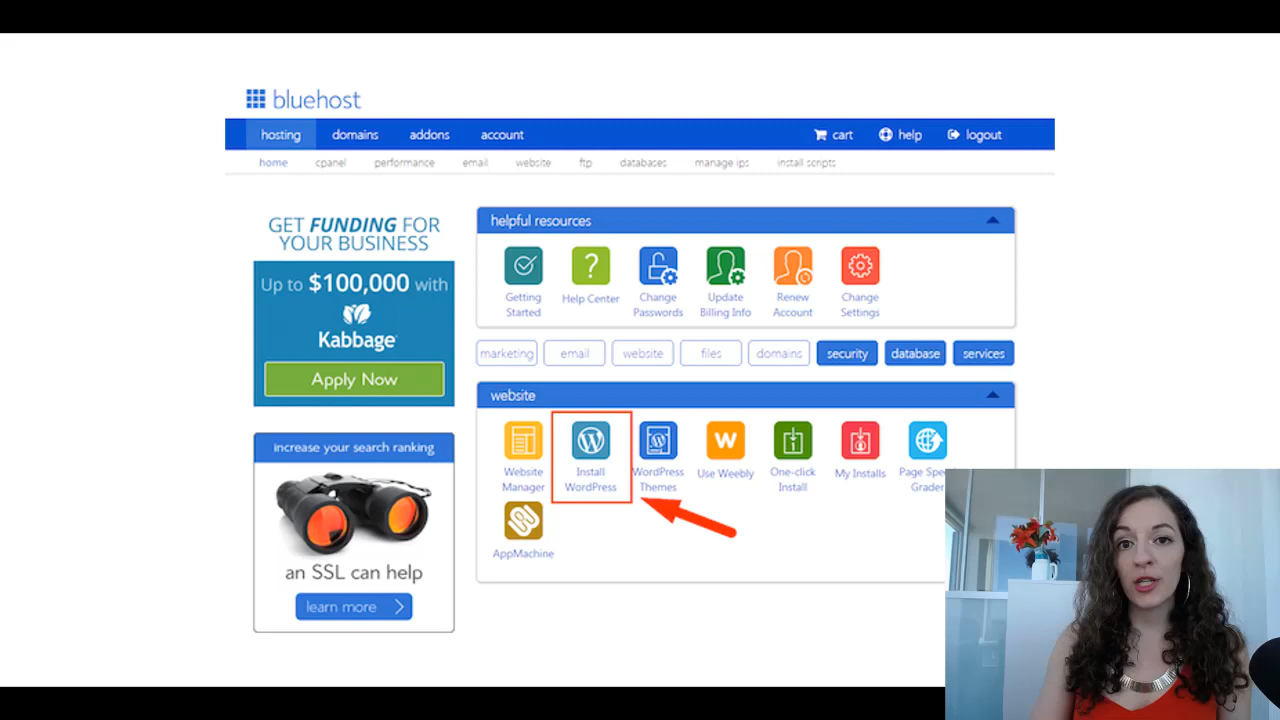 bluehost
hosting domains addons account cart help logout
home cpanel performance email website ftp databases manage ips install scripts
GET FUNDING FOR
YOUR BUSINESS
Up to $100,000 with
Kabbage
Apply Now
increase your search ranking
an SSL can help
learn more
helpful resources
Getting
Started
Help Center
Change
Passwords
Update
Billing Info
Renew
Account
Change
Settings
marketing email website files domains security database services
website
Website
Manager
Install
WordPress
WordPress
Themes
Use Weebly
One-click
Install
My Installs
Page Spe
Grader
AppMachine